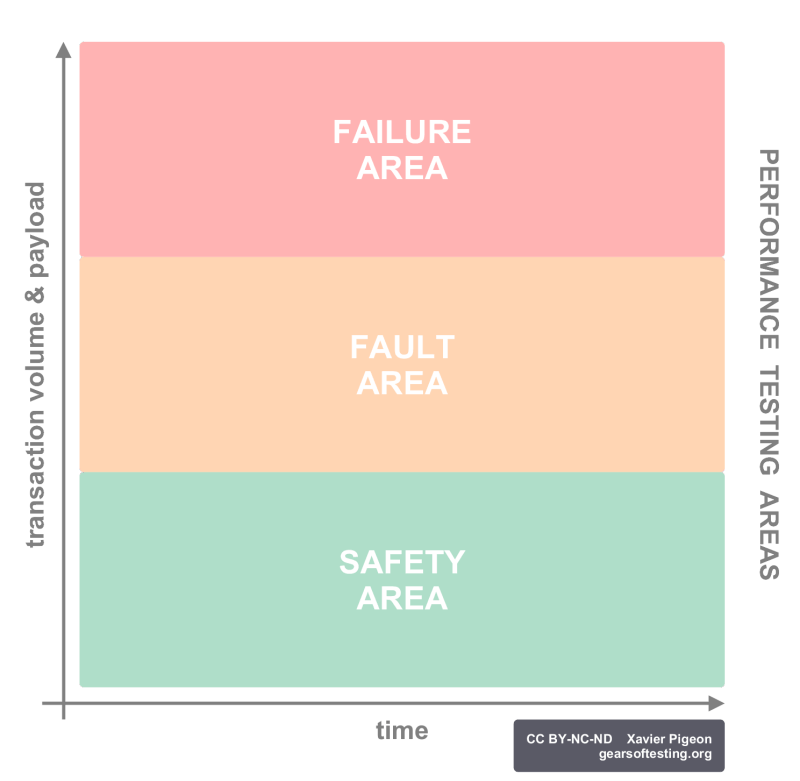 FAILURE
AREA
FAULT
AREA
SAFETY
AREA
transaction volume & payload
time
PERFORMANCE TESTING AREAS
CC BY-NC-ND Xavier Pigeon
gearsoftesting.org